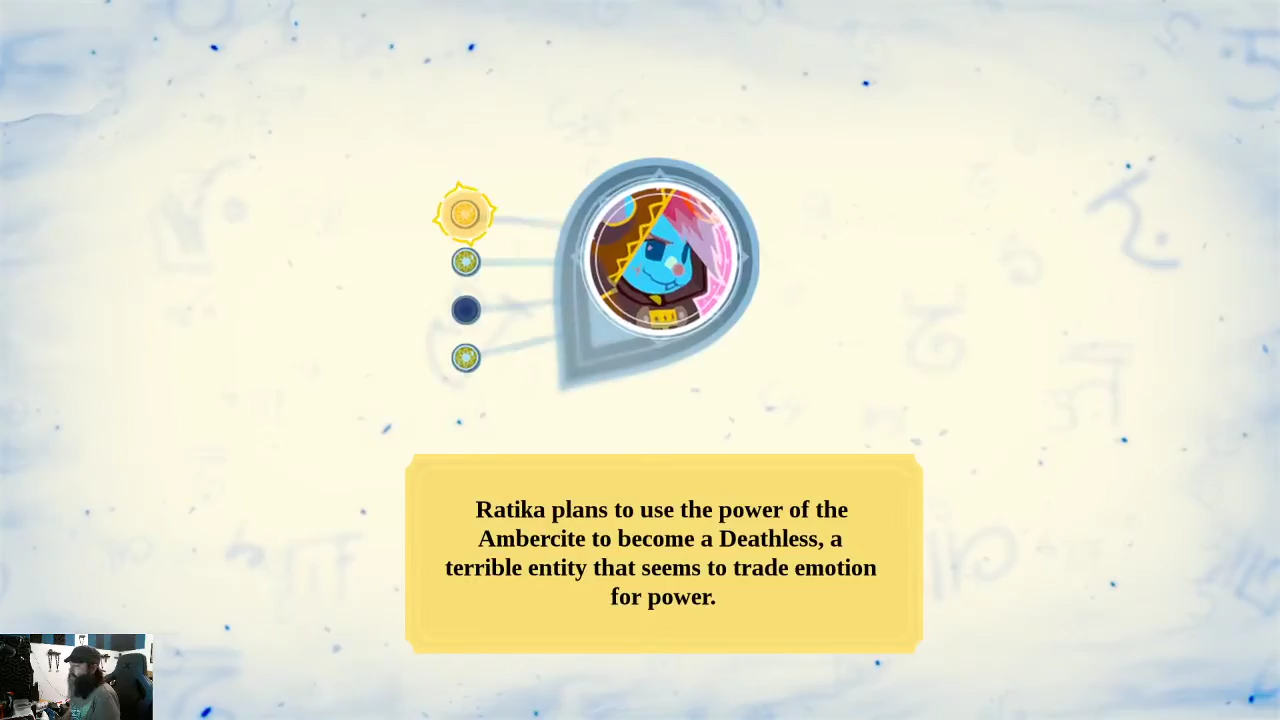 Ratika plans to use the power of the
Ambercite to become a Deathless, a
terrible entity that seems to trade emotion
for power.